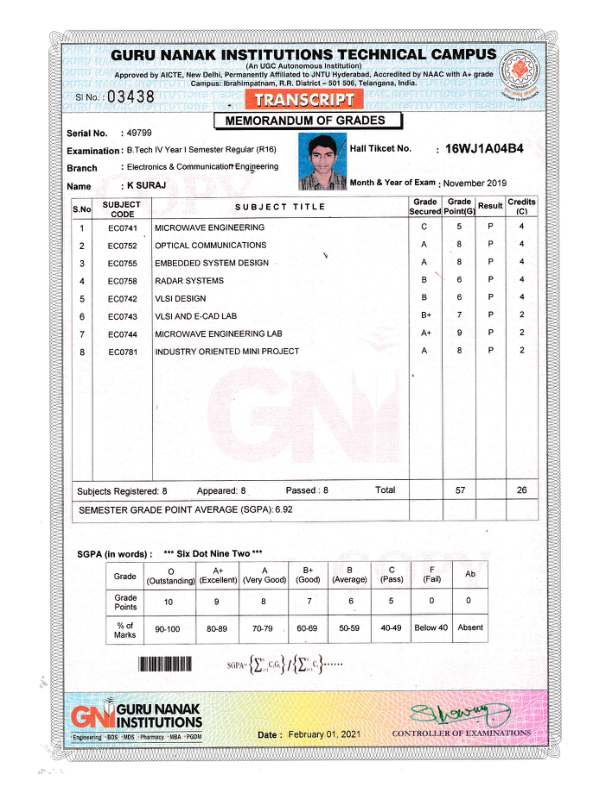 GURU NANAK INSTITUTIONS TECHNICAL CAMPUS
(An UGC Autonomous Institution)
Approved by AICTE, New Delhi, Permanently Affiliated to JNTU Hyderabad, Accredited by NAAC with A+ grade
Campus: Ibrahimpatnam, R.R. District – 501 506, Telangana, India.
Sl No. : 03438
TRANSCRIPT
MEMORANDUM OF GRADES
Serial No. : 49799
Examination : B.Tech IV Year I Semester Regular (R16)
Hall Tikcet No. : 16WJ1A04B4
Branch : Electronics & Communication Engineering
Name : K SURAJ
Month & Year of Exam : November 2019
S.No SUBJECT CODE SUBJECT TITLE Grade Secured Grade Point(G) Result Credits (C)
1 EC0741 MICROWAVE ENGINEERING C 5 P 4
2 EC0752 OPTICAL COMMUNICATIONS A 8 P 4
3 EC0755 EMBEDDED SYSTEM DESIGN A 8 P 4
4 EC0758 RADAR SYSTEMS B 6 P 4
5 EC0742 VLSI DESIGN B 6 P 4
6 EC0743 VLSI AND E-CAD LAB B+ 7 P 2
7 EC0744 MICROWAVE ENGINEERING LAB A+ 9 P 2
8 EC0781 INDUSTRY ORIENTED MINI PROJECT A 8 P 2
GNI
Subjects Registered: 8 Appeared: 8 Passed : 8 Total 57 26
SEMESTER GRADE POINT AVERAGE (SGPA): 6.92
SGPA (in words) : *** Six Dot Nine Two ***
Grade O (Outstanding) A+ (Excellent) A (Very Good) B+ (Good) B (Average) C (Pass) F (Fail) Ab
Grade Points 10 9 8 7 6 5 0 0
% of Marks 90-100 80-89 70-79 60-69 50-59 40-49 Below 40 Absent
GNI GURU NANAK
INSTITUTIONS
Engineering • BDS • MDS • Pharmacy • MBA • PGDM
Date : February 01, 2021
CONTROLLER OF EXAMINATIONS